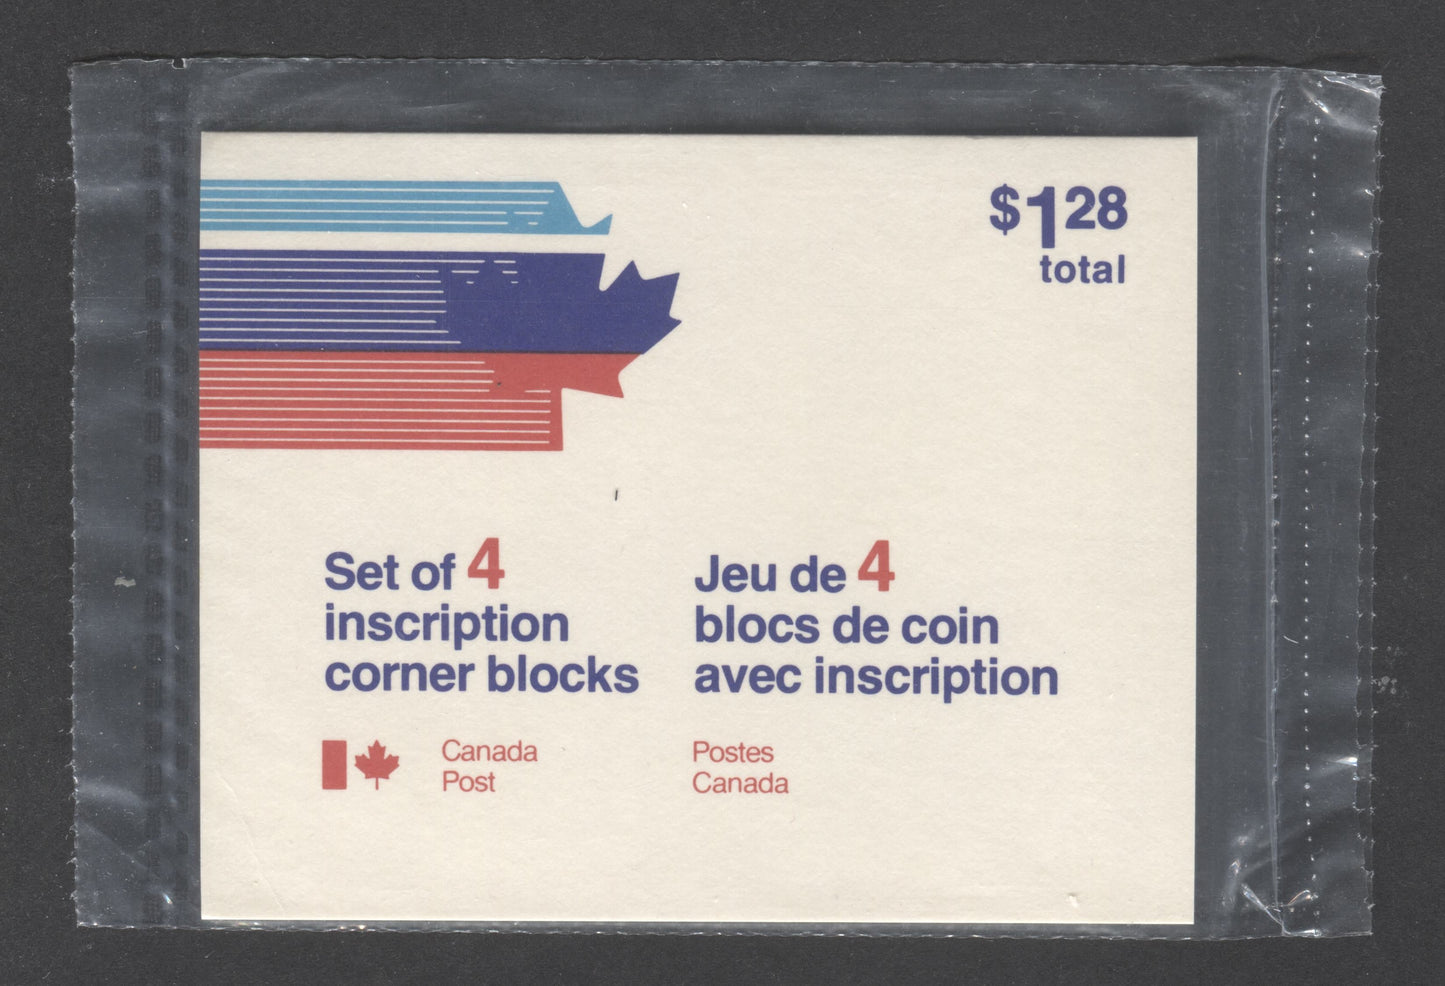 $1.28
total
Set of 4
inscription
corner blocks
Jeu de 4
blocs de coin
avec inscription
Canada
Post
Postes
Canada